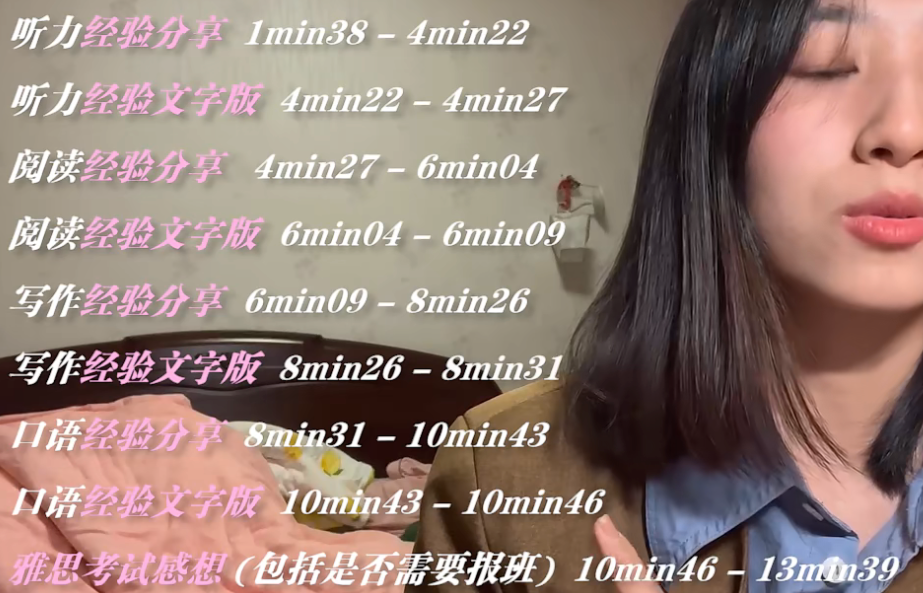 听力经验分享 1min38 - 4min22
听力经验文字版 4min22 - 4min27
阅读经验分享 4min27 - 6min04
阅读经验文字版 6min04 - 6min09
写作经验分享 6min09 - 8min26
写作经验文字版 8min26 - 8min31
口语经验分享 8min31 - 10min43
口语经验文字版 10min43 - 10min46
雅思考试感想 (包括是否需要报班) 10min46 - 13min39